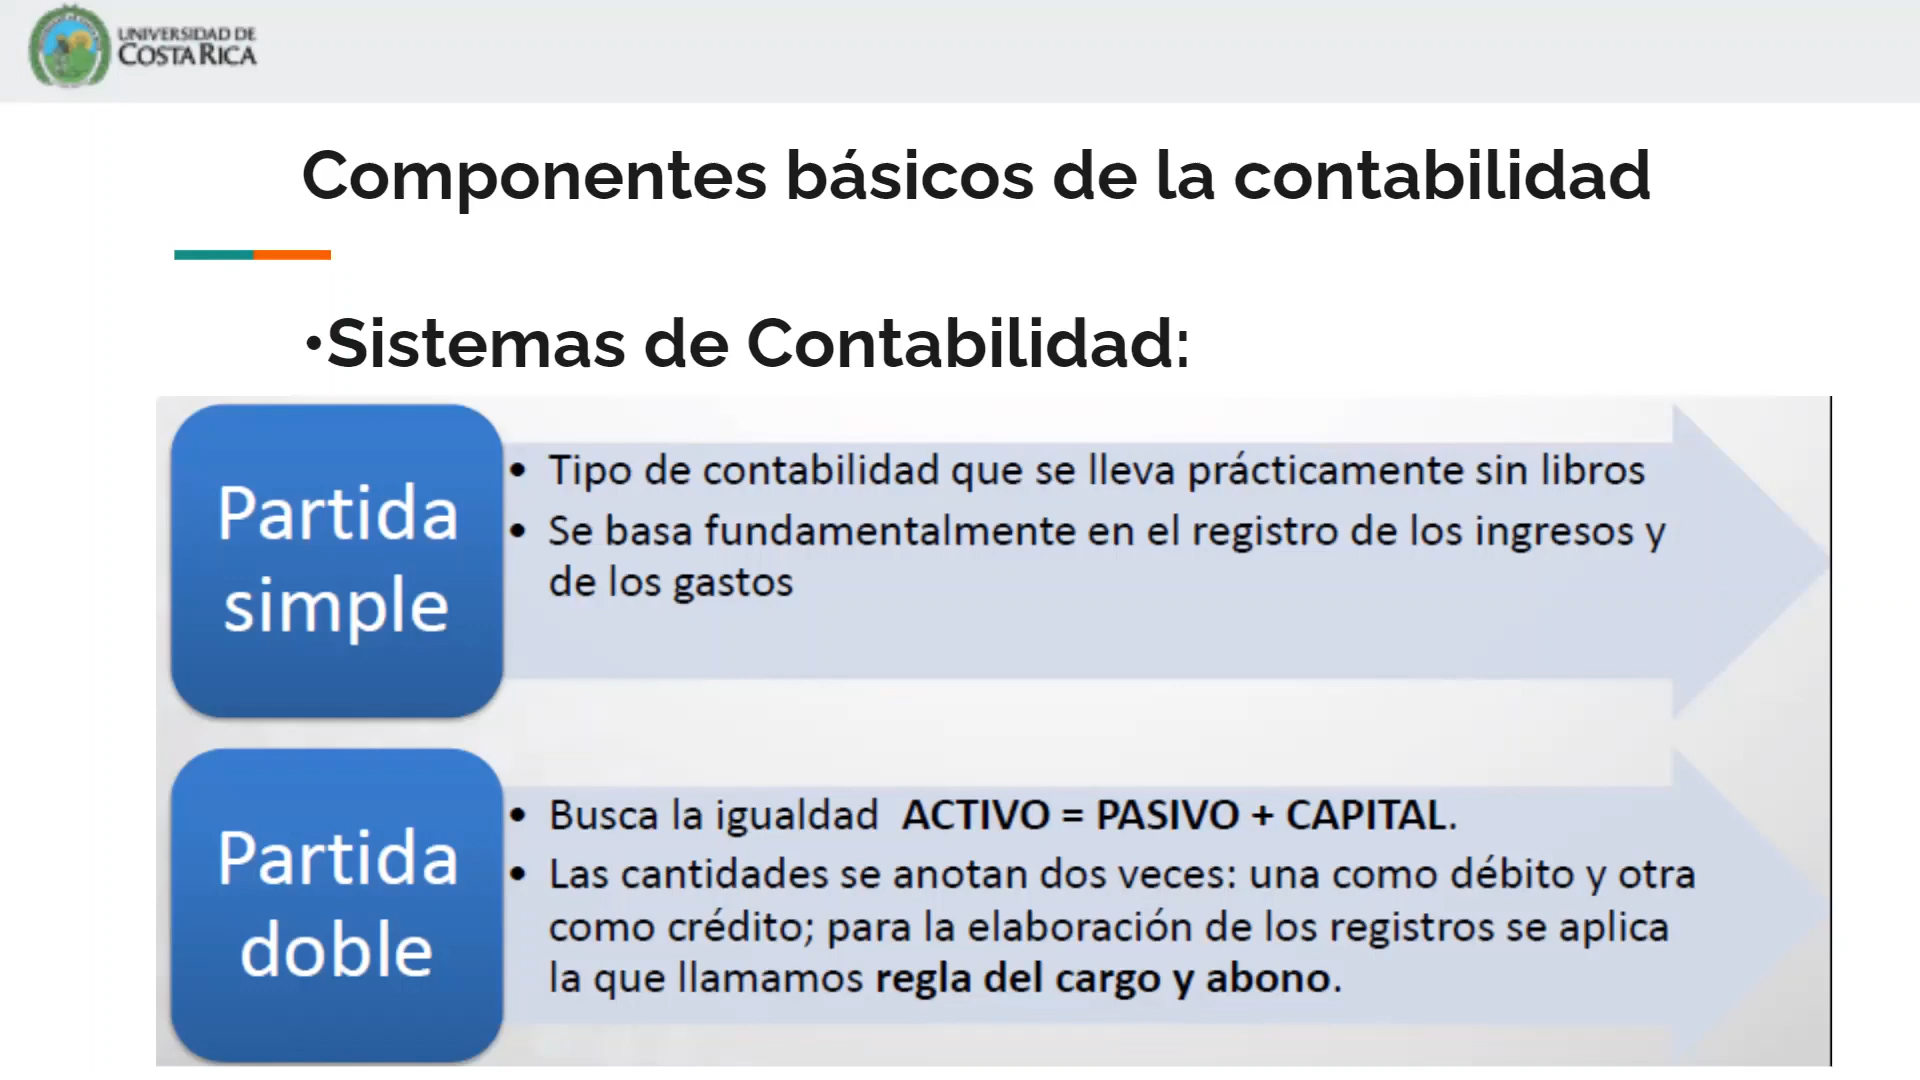 UNIVERSIDAD DE
COSTA RICA
Componentes básicos de la contabilidad
•Sistemas de Contabilidad:
Partida
simple
• Tipo de contabilidad que se lleva prácticamente sin libros
• Se basa fundamentalmente en el registro de los ingresos y
de los gastos
Partida
doble
• Busca la igualdad ACTIVO = PASIVO + CAPITAL.
• Las cantidades se anotan dos veces: una como débito y otra
como crédito; para la elaboración de los registros se aplica
la que llamamos regla del cargo y abono.